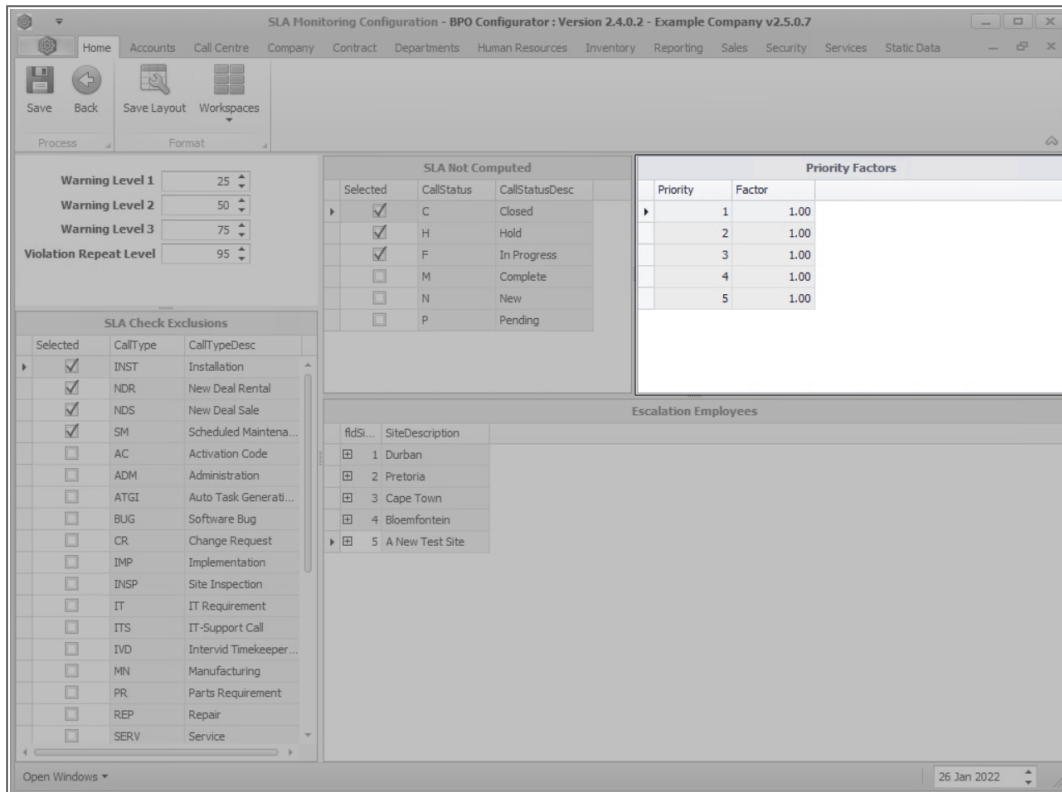 SLA Monitoring Configuration - BPO Configurator : Version 2.4.0.2 - Example Company v2.5.0.7
Home Accounts Call Centre Company Contract Departments Human Resources Inventory Reporting Sales Security Services Static Data
Save Back Save Layout Workspaces
Process Format
Warning Level 1 25
Warning Level 2 50
Warning Level 3 75
Violation Repeat Level 95
SLA Check Exclusions
Selected CallType CallTypeDesc
INST Installation
NDR New Deal Rental
NDS New Deal Sale
SM Scheduled Maintena...
AC Activation Code
ADM Administration
ATGI Auto Task Generati...
BUG Software Bug
CR Change Request
IMP Implementation
INSP Site Inspection
IT IT Requirement
ITS IT-Support Call
IVD Intervid Timekeeper...
MN Manufacturing
PR Parts Requirement
REP Repair
SERV Service
SLA Not Computed
Selected CallStatus CallStatusDesc
C Closed
H Hold
F In Progress
M Complete
N New
P Pending
Priority Factors
Priority Factor
1 1.00
2 1.00
3 1.00
4 1.00
5 1.00
Escalation Employees
fldSi... SiteDescription
1 Durban
2 Pretoria
3 Cape Town
4 Bloemfontein
5 A New Test Site
Open Windows
26 Jan 2022